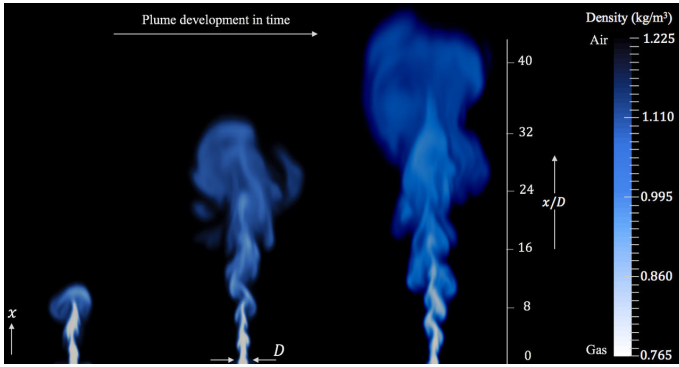 Plume development in time
Density (kg/m³)
Air
1.225
1.110
0.995
0.860
0.765
Gas
40
32
24
16
8
0
x/D
x
D